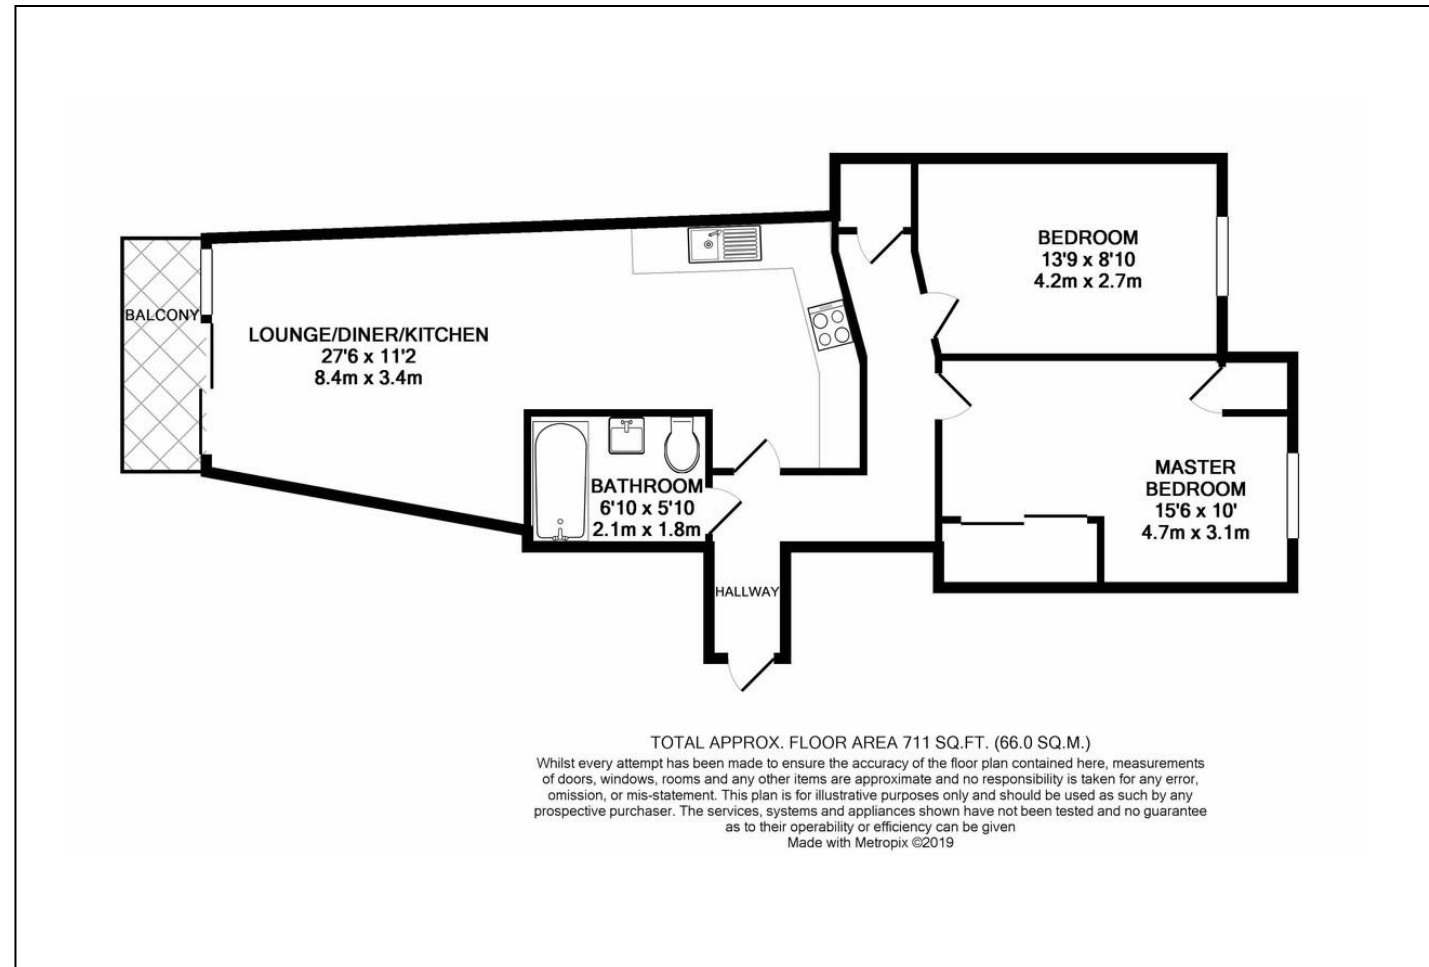 BALCONY
LOUNGE/DINER/KITCHEN
27'6 x 11'2
8.4m x 3.4m
BEDROOM
13'9 x 8'10
4.2m x 2.7m
BATHROOM
6'10 x 5'10
2.1m x 1.8m
MASTER
BEDROOM
15'6 x 10'
4.7m x 3.1m
HALLWAY
TOTAL APPROX. FLOOR AREA 711 SQ.FT. (66.0 SQ.M.)
Whilst every attempt has been made to ensure the accuracy of the floor plan contained here, measurements
of doors, windows, rooms and any other items are approximate and no responsibility is taken for any error,
omission, or mis-statement. This plan is for illustrative purposes only and should be used as such by any
prospective purchaser. The services, systems and appliances shown have not been tested and no guarantee
as to their operability or efficiency can be given
Made with Metropix ©2019